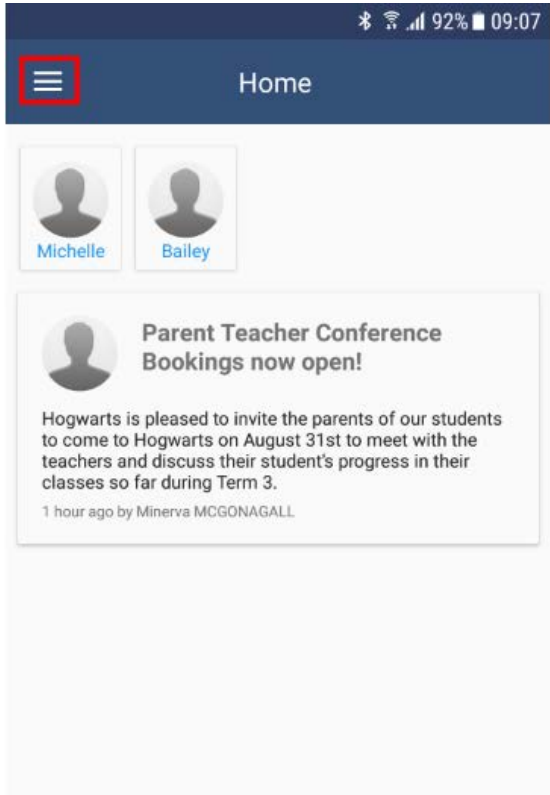 92% 09:07
Home
Michelle Bailey
Parent Teacher Conference
Bookings now open!
Hogwarts is pleased to invite the parents of our students
to come to Hogwarts on August 31st to meet with the
teachers and discuss their student's progress in their
classes so far during Term 3.
1 hour ago by Minerva MCGONAGALL